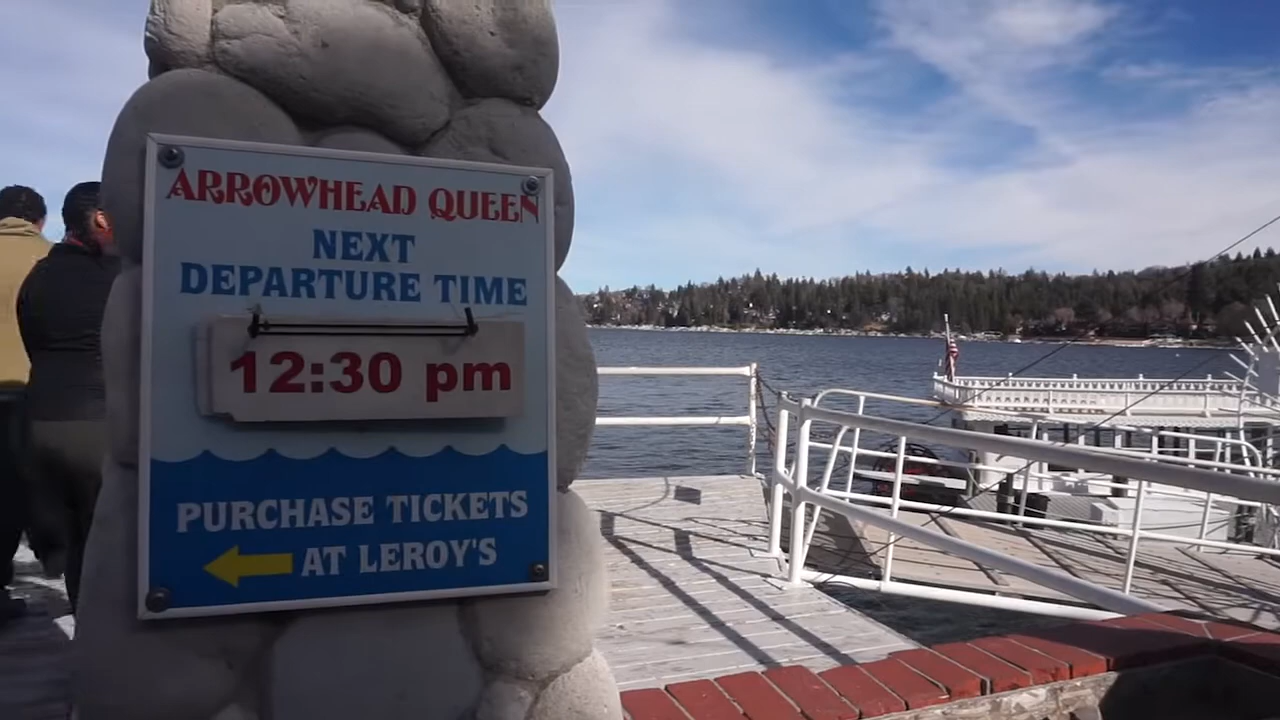 ARROWHEAD QUEEN
NEXT
DEPARTURE TIME
12:30 pm
PURCHASE TICKETS
AT LEROY'S